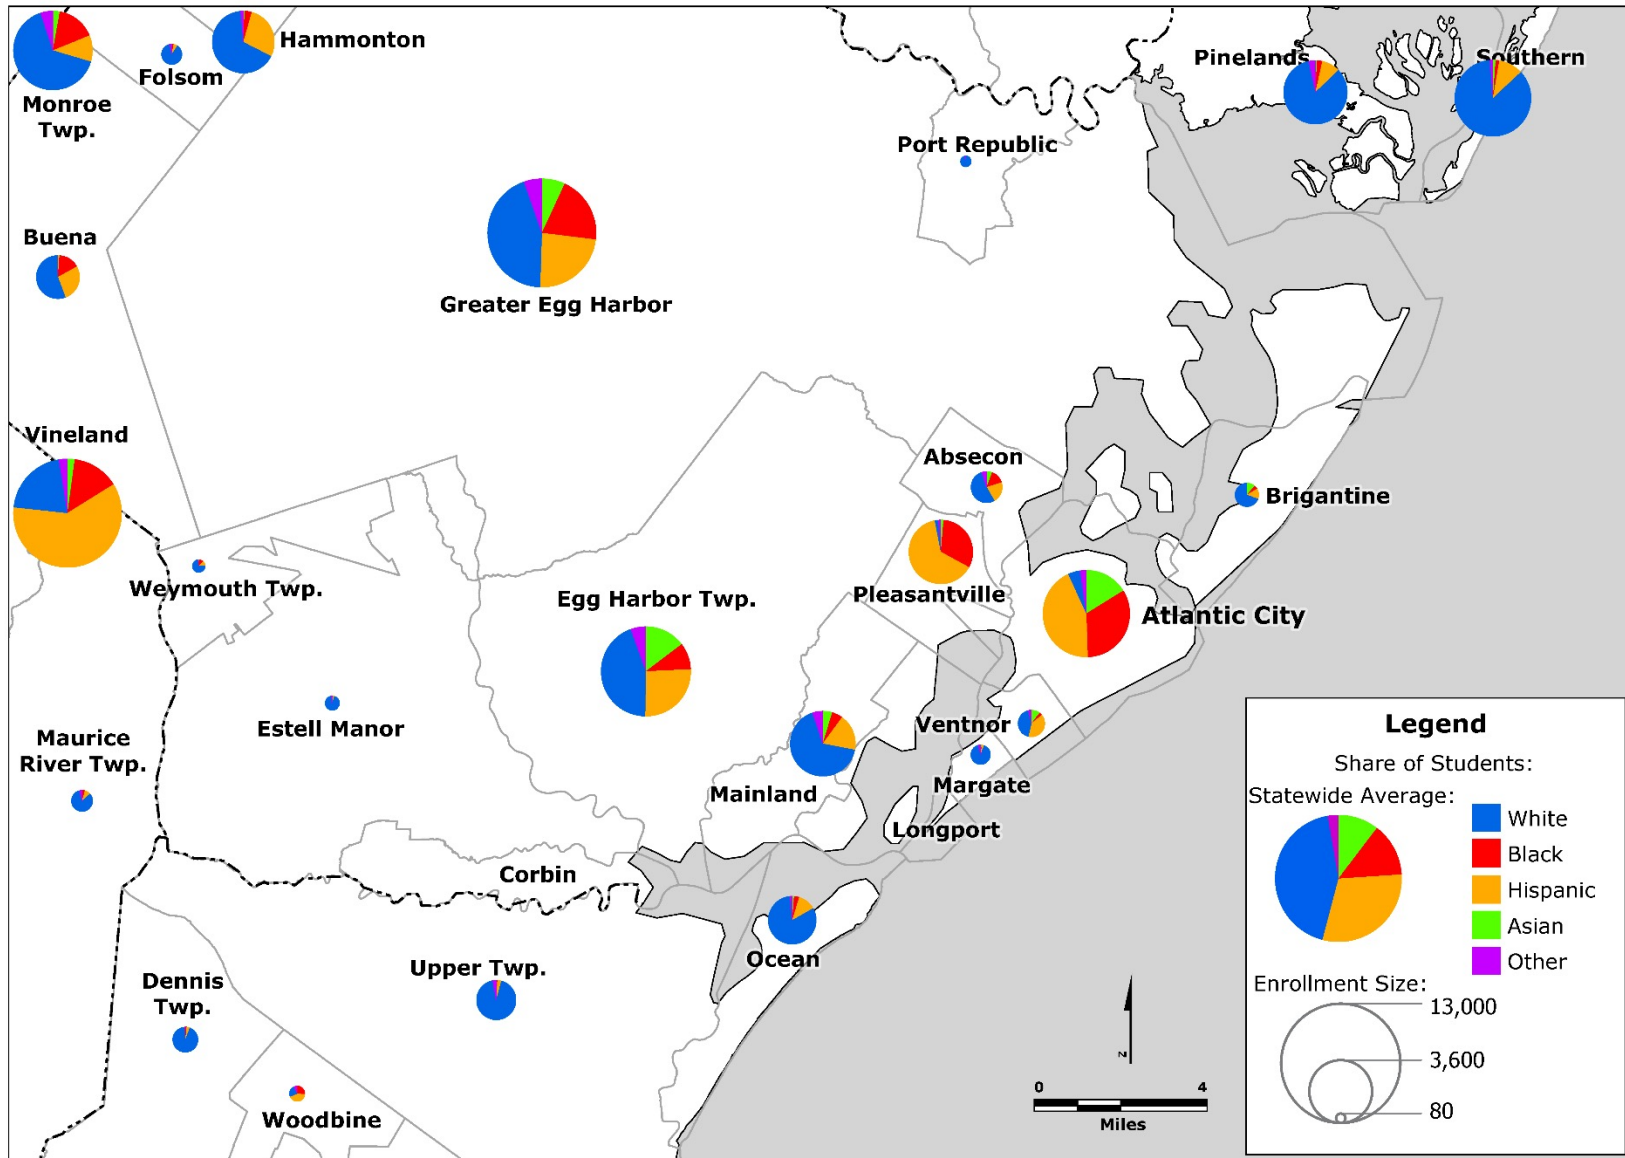 Hammonton
Folsom
Monroe
Twp.
Pinelands
Southern
Port Republic
Buena
Greater Egg Harbor
Vineland
Absecon
Brigantine
Weymouth Twp.
Pleasantville
Egg Harbor Twp.
Atlantic City
Estell Manor
Ventnor
Maurice
River Twp.
Mainland
Margate
Longport
Corbin
Ocean
Upper Twp.
Dennis
Twp.
Woodbine
z
0 4
Miles
Legend
Share of Students:
Statewide Average:
White
Black
Hispanic
Asian
Other
Enrollment Size:
13,000
3,600
80